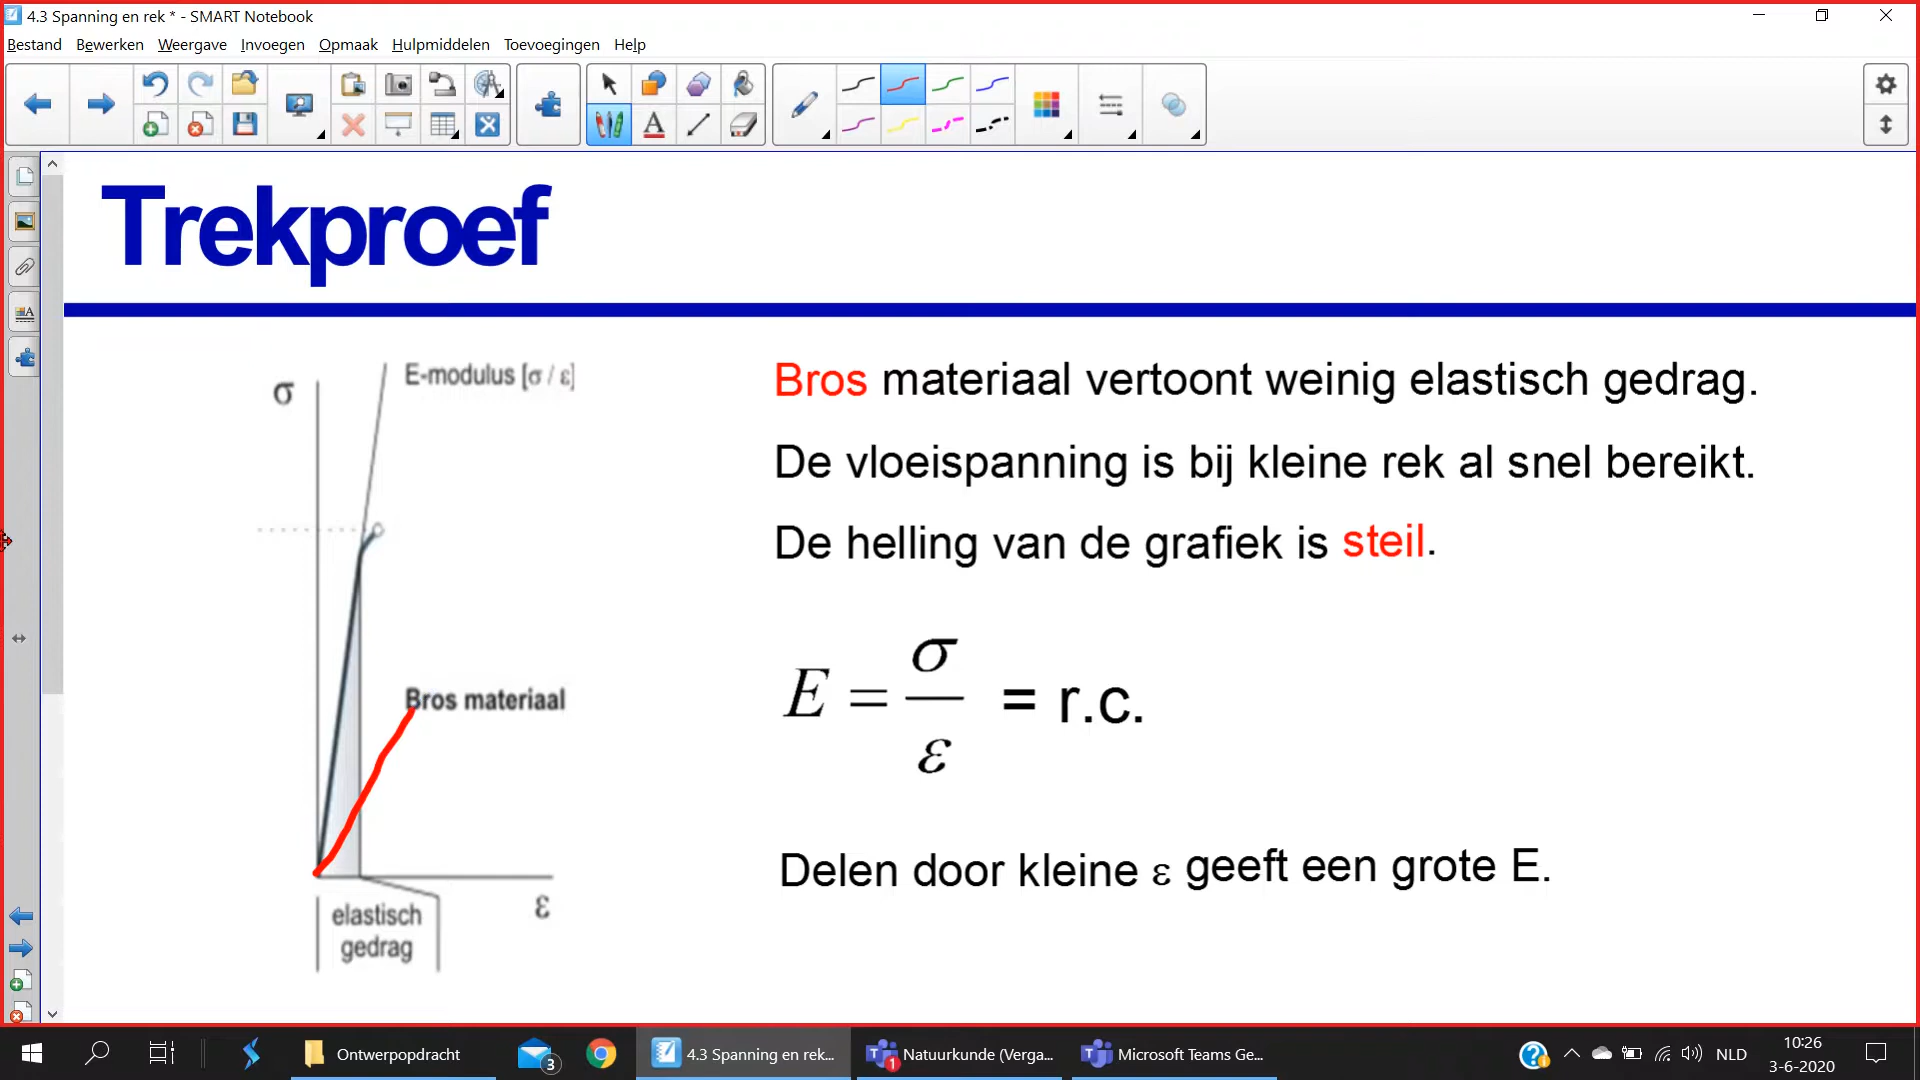 4.3 Spanning en rek * - SMART Notebook
Bestand Bewerken Weergave Invoegen Opmaak Hulpmiddelen Toevoegingen Help
Trekproef
E-modulus [σ / ε]
σ
Bros materiaal
ε
elastisch
gedrag
Bros materiaal vertoont weinig elastisch gedrag.
De vloeispanning is bij kleine rek al snel bereikt.
De helling van de grafiek is steil.
E = σ / ε = r.c.
Delen door kleine ε geeft een grote E.
Ontwerpopdracht
3
4.3 Spanning en rek...
1
Natuurkunde (Verga...
Microsoft Teams Ge...
NLD
10:26
3-6-2020